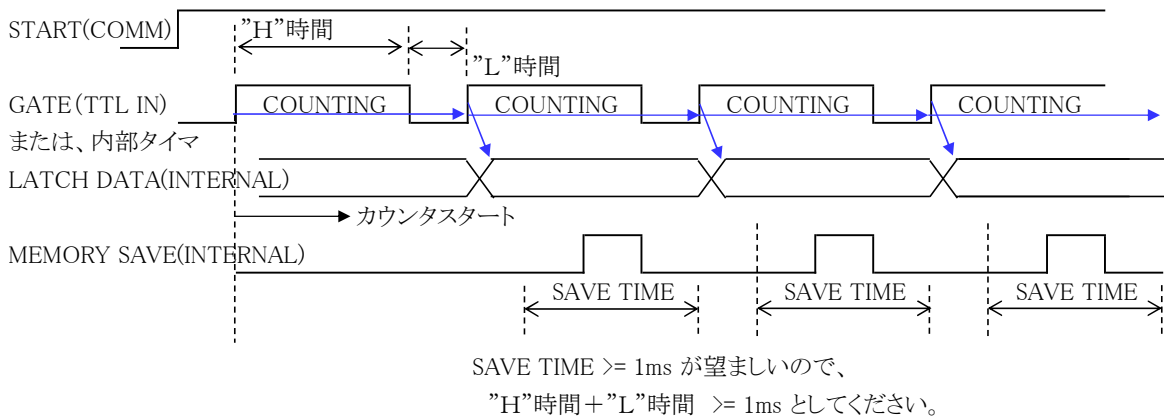 START(COMM)
”H”時間
”L”時間
GATE(TTL IN)
COUNTING
COUNTING
COUNTING
COUNTING
または、内部タイマ
LATCH DATA(INTERNAL)
カウンタスタート
MEMORY SAVE(INTERNAL)
SAVE TIME
SAVE TIME
SAVE TIME
SAVE TIME >= 1ms が望ましいので、
”H”時間+”L”時間 >= 1ms としてください。